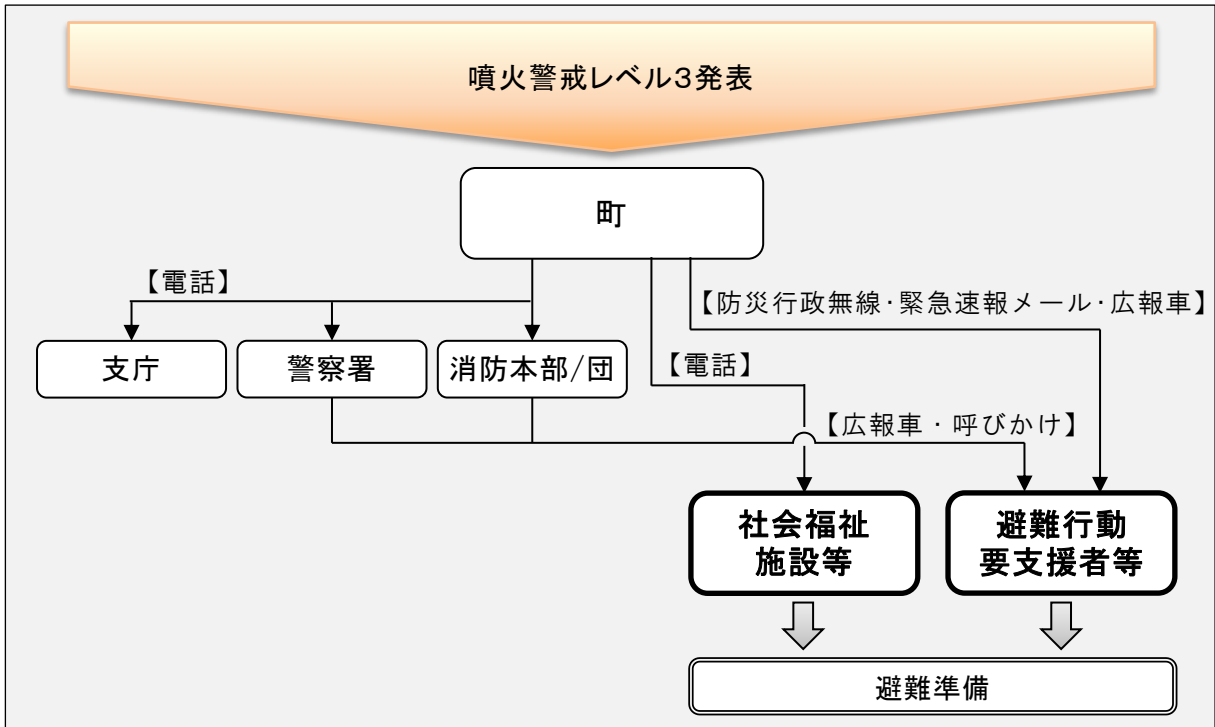 噴火警戒レベル3発表
町
【電話】
【防災行政無線・緊急速報メール・広報車】
支庁
警察署
消防本部/団
【電話】
【広報車・呼びかけ】
社会福祉
施設等
避難行動
要支援者等
避難準備